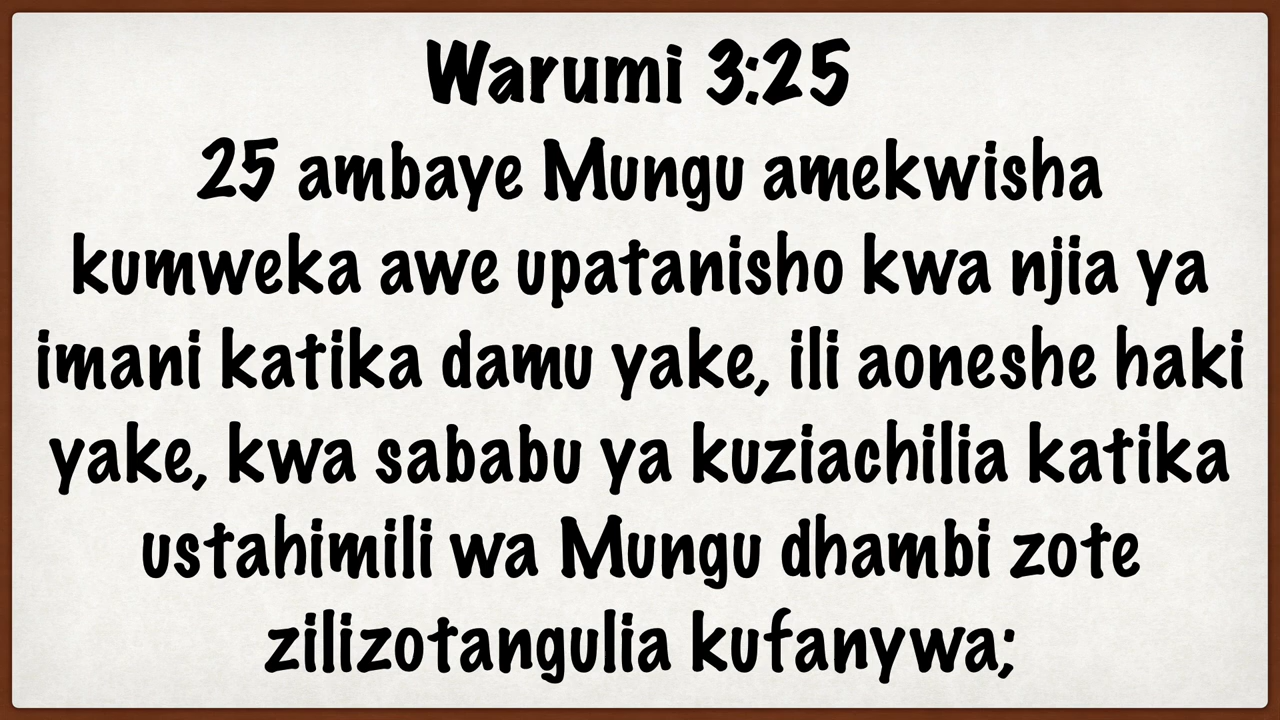 Warumi 3:25
25 ambaye Mungu amekwisha
kumweka awe upatanisho kwa njia ya
imani katika damu yake, ili aoneshe haki
yake, kwa sababu ya kuziachilia katika
ustahimili wa Mungu dhambi zote
zilizotangulia kufanywa;